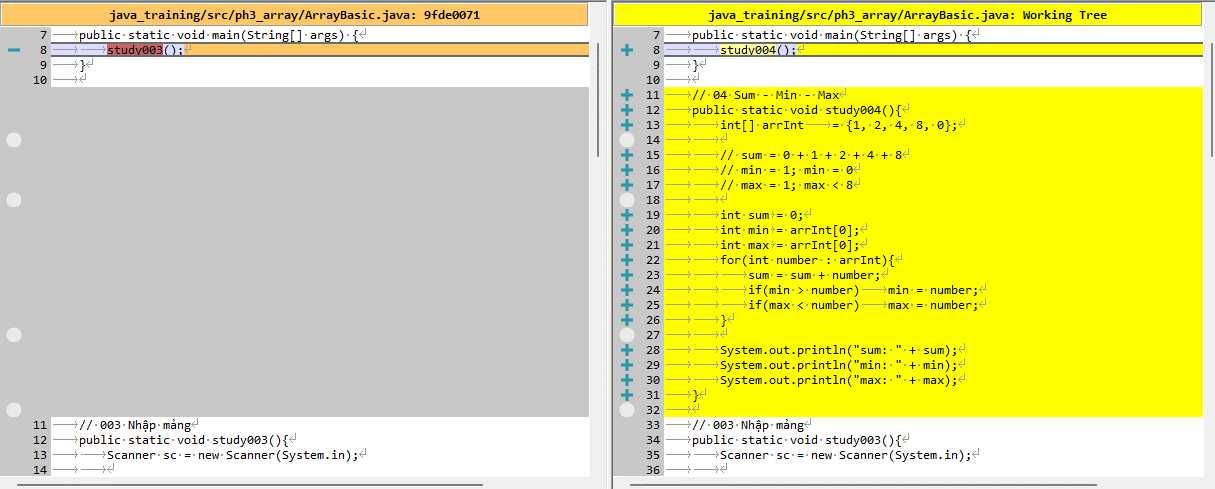 java_training/src/ph3_array/ArrayBasic.java: 9fde0071
7 public static void main(String[] args) {
8 study003();
9 }
10
11 // 003 Nhập mảng
12 public static void study003(){
13 Scanner sc = new Scanner(System.in);
14
java_training/src/ph3_array/ArrayBasic.java: Working Tree
7 public static void main(String[] args) {
8 study004();
9 }
10
11 // 04 Sum - Min - Max
12 public static void study004(){
13 int[] arrInt = {1, 2, 4, 8, 0};
14
15 // sum = 0 + 1 + 2 + 4 + 8
16 // min = 1; min = 0
17 // max = 1; max < 8
18
19 int sum = 0;
20 int min = arrInt[0];
21 int max = arrInt[0];
22 for(int number : arrInt){
23 sum = sum + number;
24 if(min > number) min = number;
25 if(max < number) max = number;
26 }
27
28 System.out.println("sum: " + sum);
29 System.out.println("min: " + min);
30 System.out.println("max: " + max);
31 }
32
33 // 003 Nhập mảng
34 public static void study003(){
35 Scanner sc = new Scanner(System.in);
36